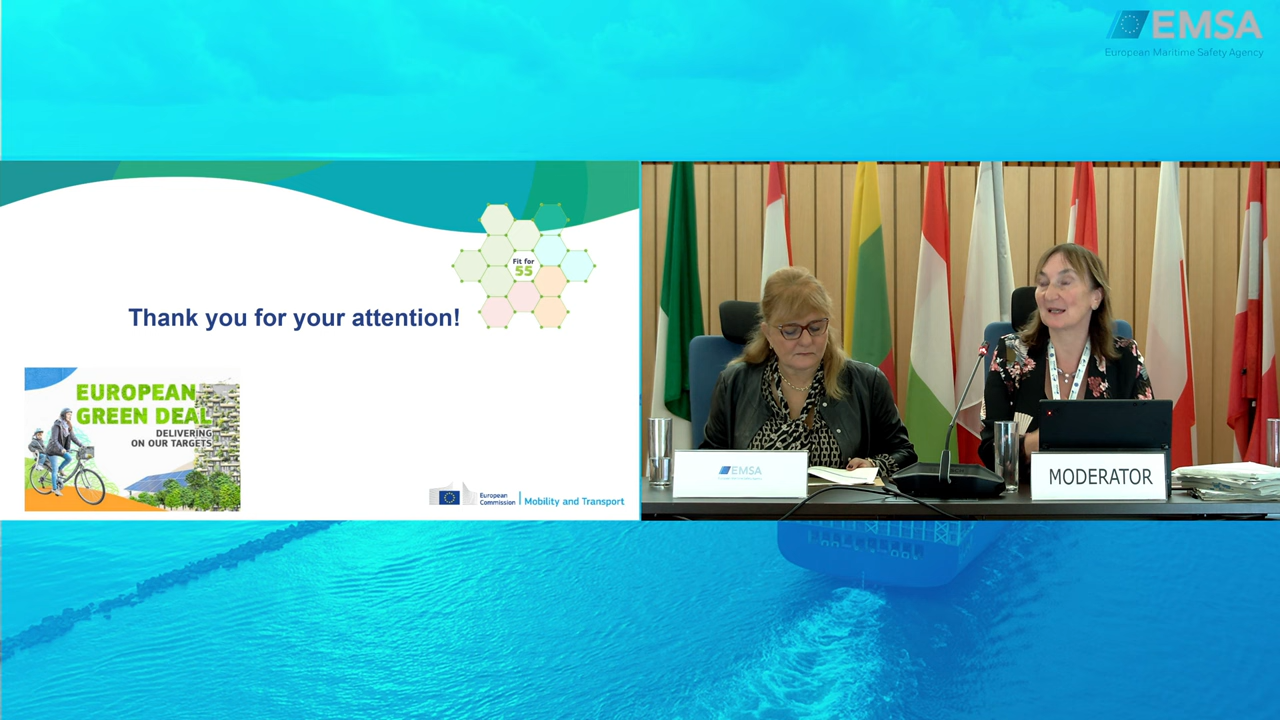 EMSA
European Maritime Safety Agency
Fit for
55
Thank you for your attention!
EUROPEAN
GREEN DEAL
DELIVERING
ON OUR TARGETS
European
Commission
Mobility and Transport
EMSA
MODERATOR